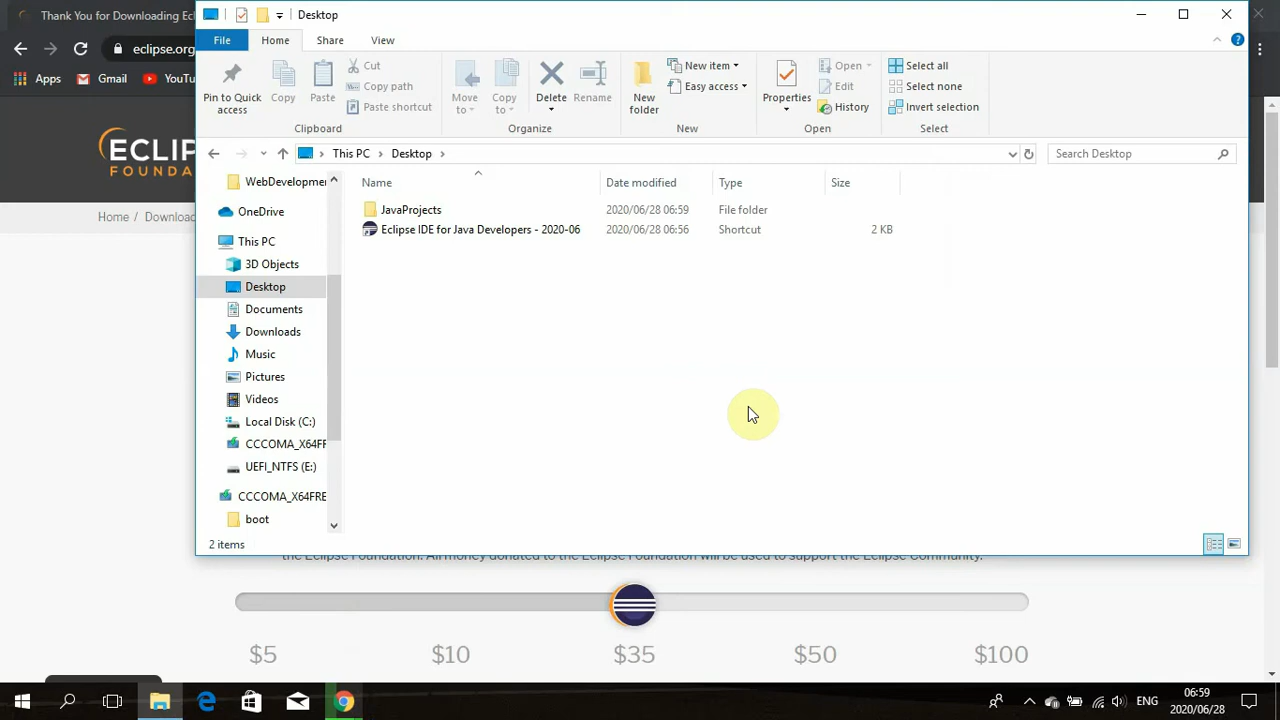 Thank You for Downloading Ecl
Desktop
eclipse.org
File Home Share View
Apps Gmail YouTu
Pin to Quick access
Copy
Paste
Cut
Copy path
Paste shortcut
Clipboard
Move to
Copy to
Delete
Rename
Organize
New folder
New item
Easy access
New
Properties
Open
Edit
History
Open
Select all
Select none
Invert selection
Select
This PC Desktop
Search Desktop
ECLIP
FOUNDA
Home / Downloa
Name Date modified Type Size
JavaProjects 2020/06/28 06:59 File folder
Eclipse IDE for Java Developers - 2020-06 2020/06/28 06:56 Shortcut 2 KB
WebDevelopme
OneDrive
This PC
3D Objects
Desktop
Documents
Downloads
Music
Pictures
Videos
Local Disk (C:)
CCCOMA_X64FF
UEFI_NTFS (E:)
CCCOMA_X64FRE
boot
2 items
the Eclipse Foundation. All money donated to the Eclipse Foundation will be used to support the Eclipse Community.
$5 $10 $35 $50 $100
ENG
06:59
2020/06/28